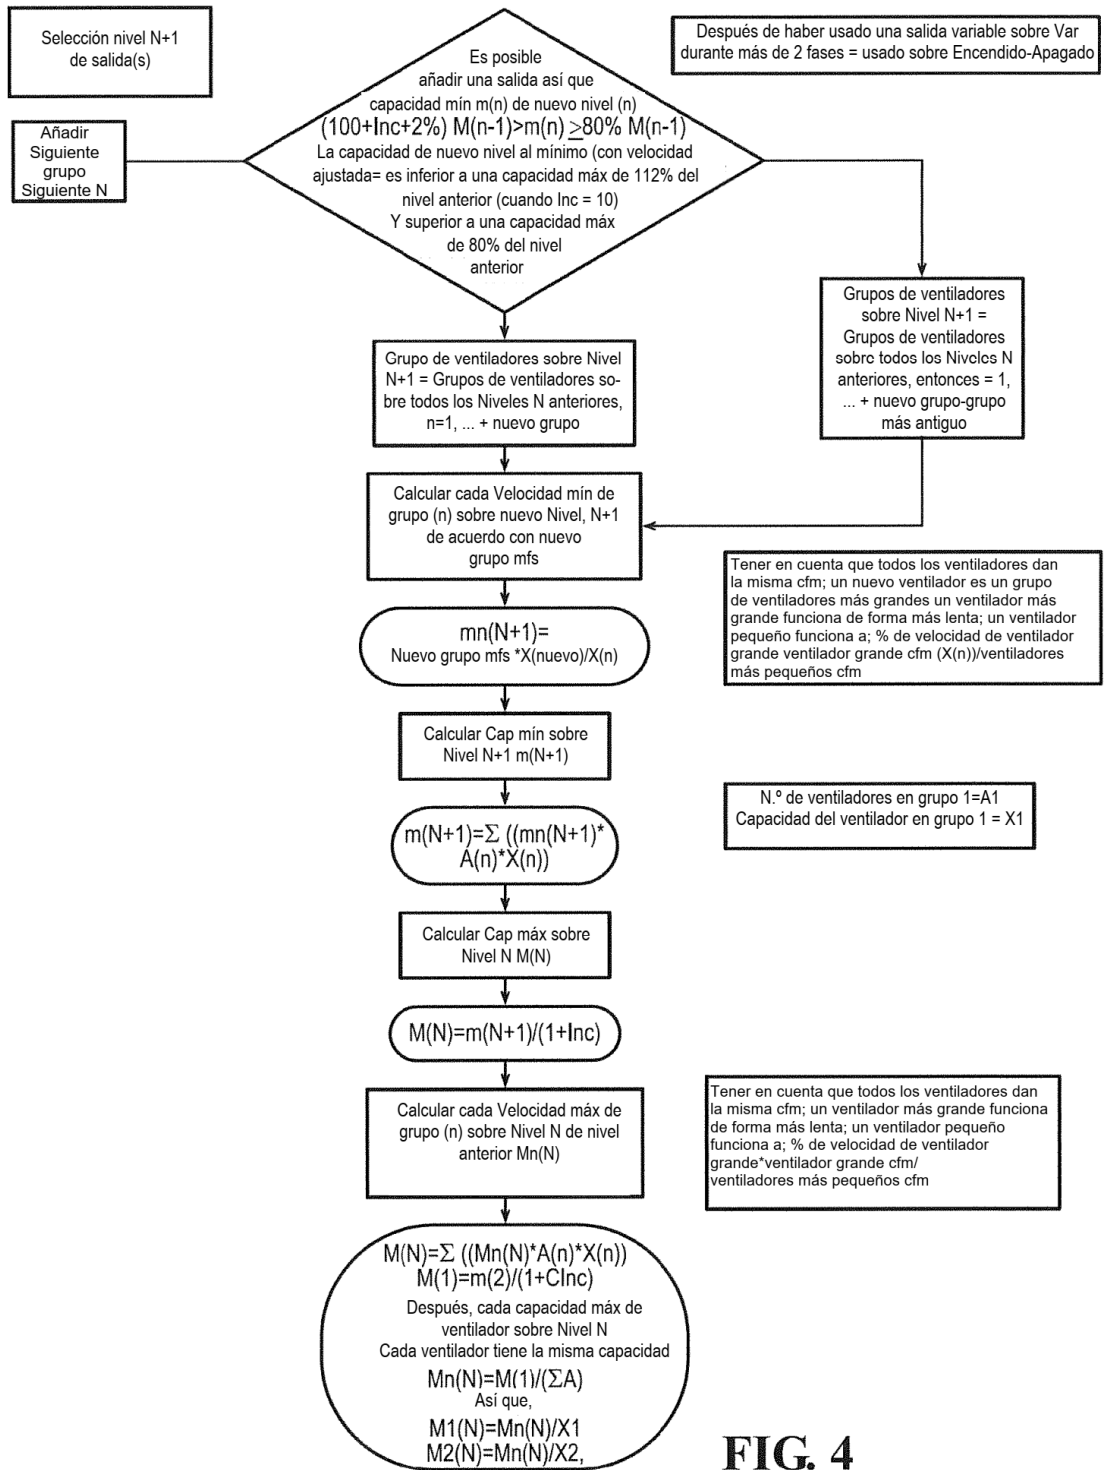 Selección nivel N+1
de salida(s)
Después de haber usado una salida variable sobre Var
durante más de 2 fases = usado sobre Encendido-Apagado
Es posible
añadir una salida así que
capacidad mín m(n) de nuevo nivel (n)
(100+Inc+2%) M(n-1)>m(n) ≥80% M(n-1)
La capacidad de nuevo nivel al mínimo (con velocidad
ajustada= es inferior a una capacidad máx de 112% del
nivel anterior (cuando Inc = 10)
Y superior a una capacidad máx
de 80% del nivel
anterior
Añadir
Siguiente
grupo
Siguiente N
Grupos de ventiladores
sobre Nivel N+1 =
Grupos de ventiladores
sobre todos los Niveles N
anteriores, entonces = 1,
... + nuevo grupo-grupo
más antiguo
Grupo de ventiladores sobre Nivel
N+1 = Grupos de ventiladores so-
bre todos los Niveles N anteriores,
n=1, ... + nuevo grupo
Calcular cada Velocidad mín de
grupo (n) sobre nuevo Nivel, N+1
de acuerdo con nuevo
grupo mfs
Tener en cuenta que todos los ventiladores dan
la misma cfm; un nuevo ventilador es un grupo
de ventiladores más grandes un ventilador más
grande funciona de forma más lenta; un ventilador
pequeño funciona a; % de velocidad de ventilador
grande ventilador grande cfm (X(n))/ventiladores
más pequeños cfm
mn(N+1)=
Nuevo grupo mfs *X(nuevo)/X(n)
Calcular Cap mín sobre
Nivel N+1 m(N+1)
N.º de ventiladores en grupo 1=A1
Capacidad del ventilador en grupo 1 = X1
m(N+1)=Σ ((mn(N+1)*
A(n)*X(n))
Calcular Cap máx sobre
Nivel N M(N)
M(N)=m(N+1)/(1+Inc)
Calcular cada Velocidad máx de
grupo (n) sobre Nivel N de nivel
anterior Mn(N)
Tener en cuenta que todos los ventiladores dan
la misma cfm; un ventilador más grande funciona
de forma más lenta; un ventilador pequeño
funciona a; % de velocidad de ventilador
grande*ventilador grande cfm/
ventiladores más pequeños cfm
M(N)=Σ ((Mn(N)*A(n)*X(n))
M(1)=m(2)/(1+CInc)
Después, cada capacidad máx de
ventilador sobre Nivel N
Cada ventilador tiene la misma capacidad
Mn(N)=M(1)/(ΣA)
Así que,
M1(N)=Mn(N)/X1
M2(N)=Mn(N)/X2,
FIG. 4